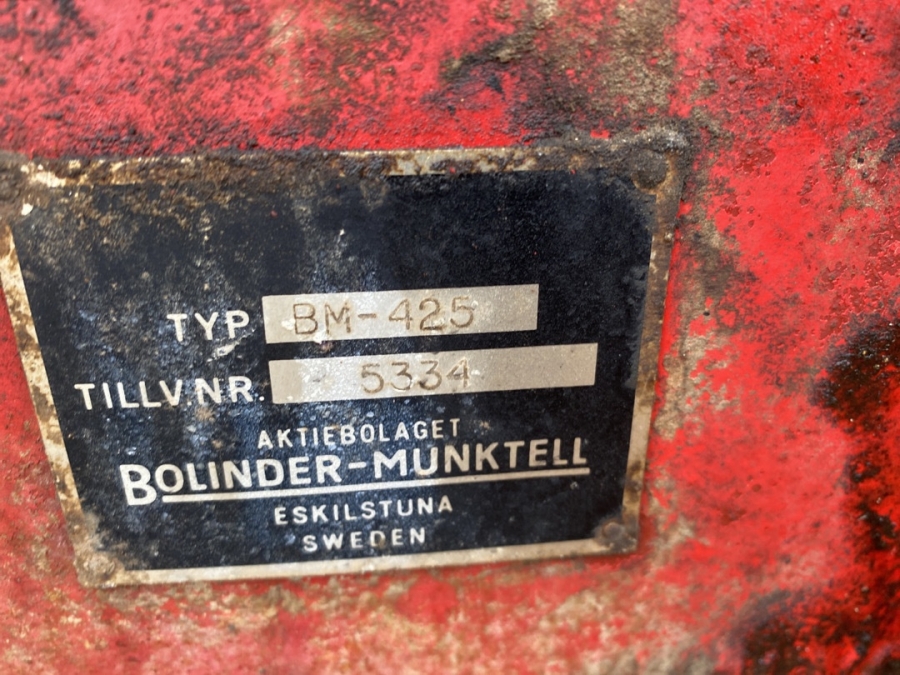 TYP BM-425
TILLV.NR. 5334
AKTIEBOLAGET
BOLINDER-MUNKTELL
ESKILSTUNA
SWEDEN